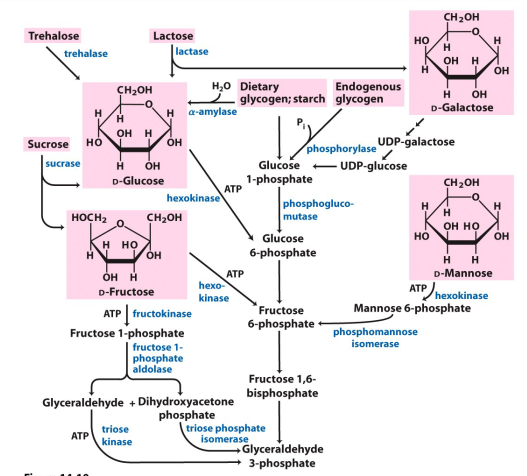 Trehalose
trehalase
Lactose
lactase
CH₂OH
O
H
H
H
OH
H
HO
OH
H
OH
D-Glucose
H₂O
α-amylase
Dietary
glycogen; starch
Endogenous
glycogen
CH₂OH
HO
O
H
H
OH
H
H
OH
H
OH
D-Galactose
UDP-galactose
UDP-glucose
Pi
phosphorylase
Glucose
1-phosphate
Sucrose
sucrase
hexokinase
ATP
phosphogluco-
mutase
Glucose
6-phosphate
HOCH₂
O
CH₂OH
H
HO
H
OH
OH
H
D-Fructose
ATP
hexo-
kinase
CH₂OH
O
H
H
H
OH
HO
HO
OH
H
H
D-Mannose
ATP
hexokinase
Mannose 6-phosphate
phosphomannose
isomerase
Fructose
6-phosphate
ATP
fructokinase
Fructose 1-phosphate
fructose 1-
phosphate
aldolase
Fructose 1,6-
bisphosphate
Glyceraldehyde + Dihydroxyacetone
phosphate
ATP
triose
kinase
triose phosphate
isomerase
Glyceraldehyde
3-phosphate